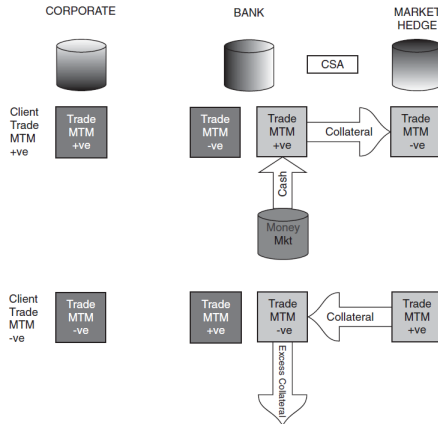 CORPORATE
BANK
MARKET
HEDGE
CSA
Client
Trade
MTM
+ve
Trade
MTM
+ve
Trade
MTM
-ve
Trade
MTM
+ve
Collateral
Trade
MTM
-ve
Cash
Money
Mkt
Client
Trade
MTM
-ve
Trade
MTM
-ve
Trade
MTM
+ve
Trade
MTM
-ve
Collateral
Trade
MTM
+ve
Excess Collateral